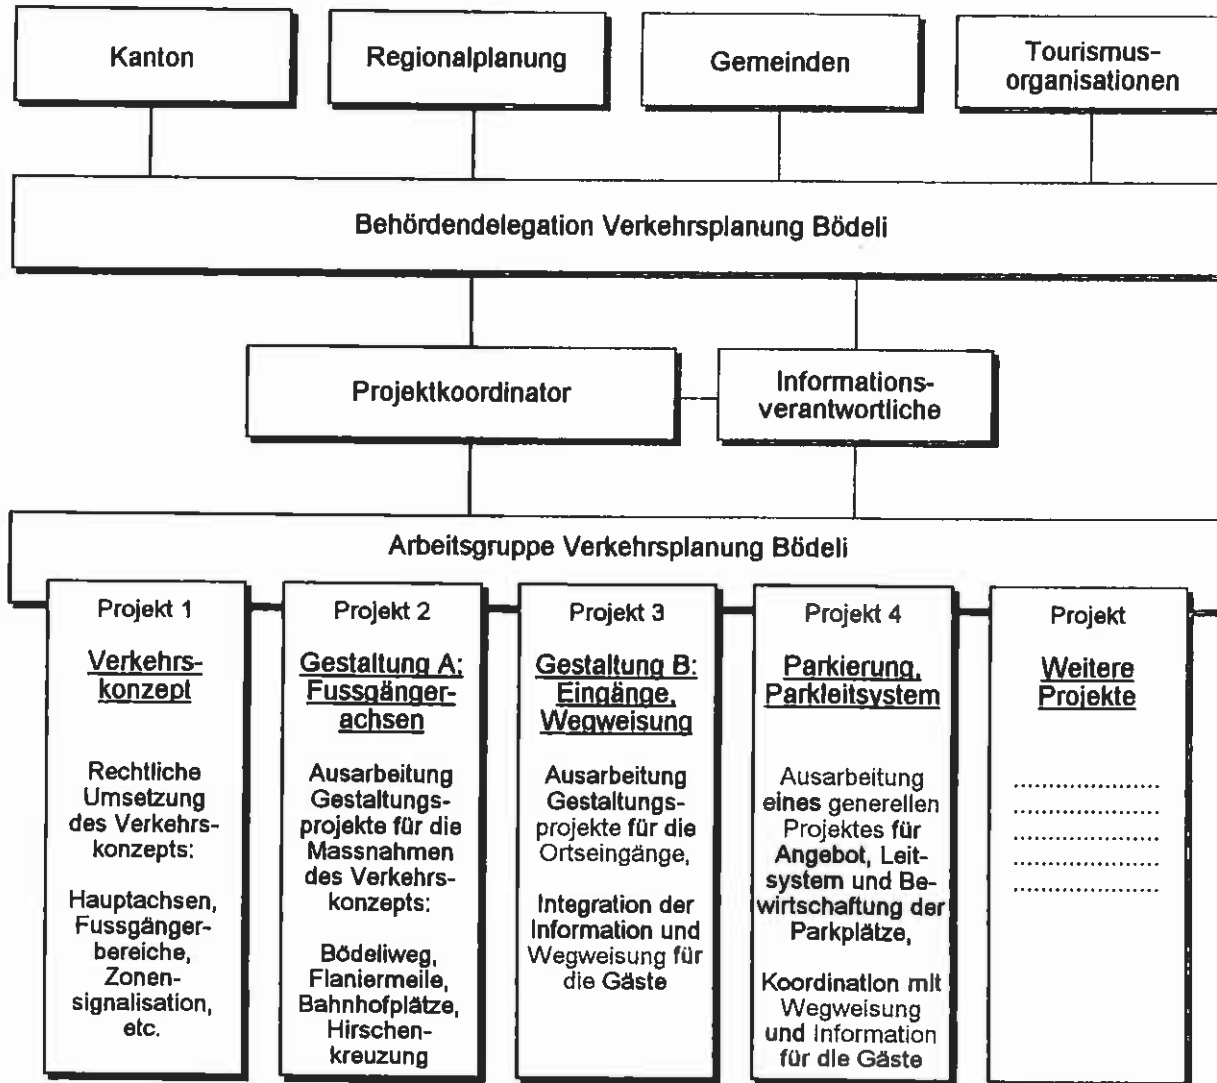 Kanton
Regionalplanung
Gemeinden
Tourismus-
organisationen
Behördendelegation Verkehrsplanung Bödeli
Projektkoordinator
Informations-
verantwortliche
Arbeitsgruppe Verkehrsplanung Bödeli
Projekt 1
Verkehrs-
konzept
Rechtliche
Umsetzung
des Verkehrs-
konzepts:
Hauptachsen,
Fussgänger-
bereiche,
Zonen-
signalisation,
etc.
Projekt 2
Gestaltung A:
Fussgänger-
achsen
Ausarbeitung
Gestaltungs-
projekte für die
Massnahmen
des Verkehrs-
konzepts:
Bödeliweg,
Flaniermeile,
Bahnhofplätze,
Hirschen-
kreuzung
Projekt 3
Gestaltung B:
Eingänge,
Wegweisung
Ausarbeitung
Gestaltungs-
projekte für die
Ortseingänge,
Integration der
Information und
Wegweisung für
die Gäste
Projekt 4
Parkierung,
Parkleitsystem
Ausarbeitung
eines generellen
Projektes für
Angebot, Leit-
system und Be-
wirtschaftung der
Parkplätze,
Koordination mit
Wegweisung
und Information
für die Gäste
Projekt
Weitere
Projekte
.....................
.....................
.....................
.....................
.....................